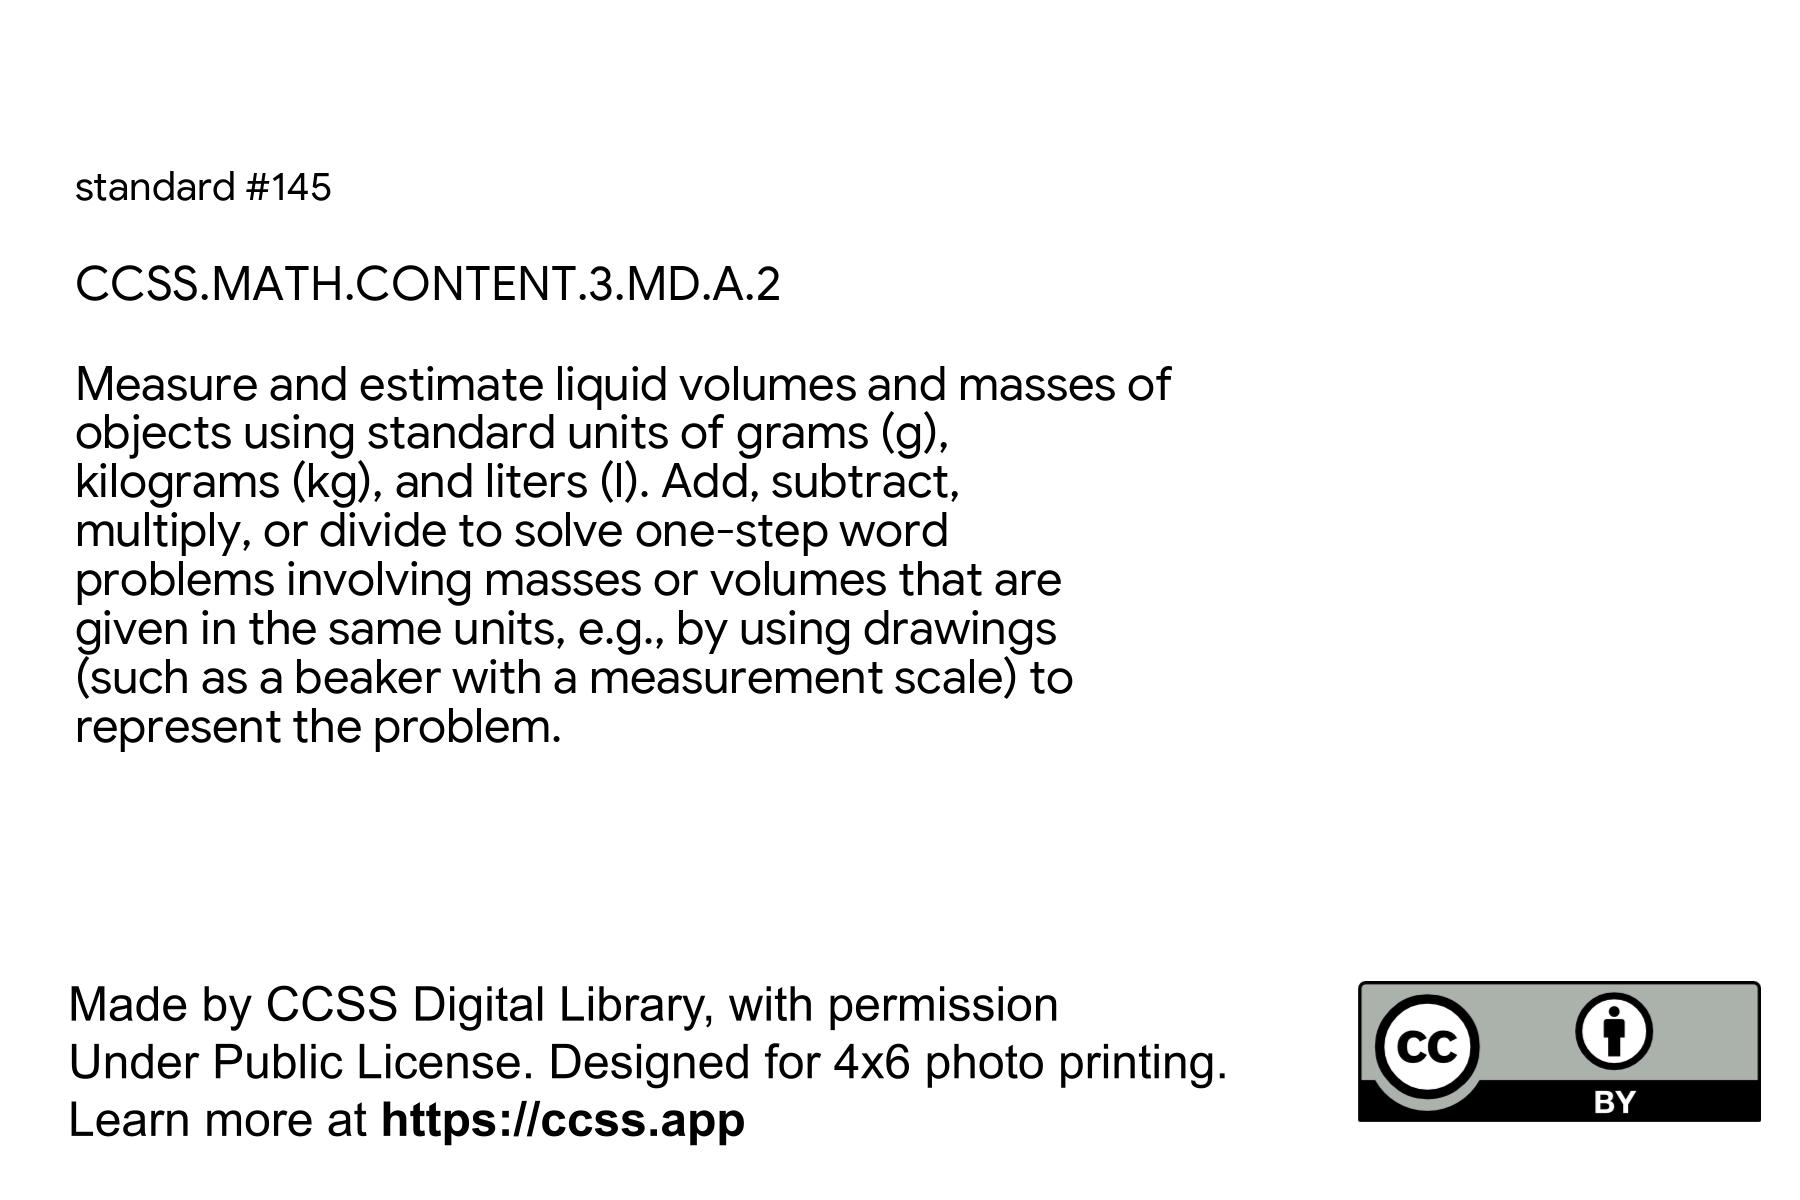 standard #145
CCSS.MATH.CONTENT.3.MD.A.2
Measure and estimate liquid volumes and masses of
objects using standard units of grams (g),
kilograms (kg), and liters (l). Add, subtract,
multiply, or divide to solve one-step word
problems involving masses or volumes that are
given in the same units, e.g., by using drawings
(such as a beaker with a measurement scale) to
represent the problem.
Made by CCSS Digital Library, with permission
Under Public License. Designed for 4x6 photo printing.
Learn more at https://ccss.app
CC
BY